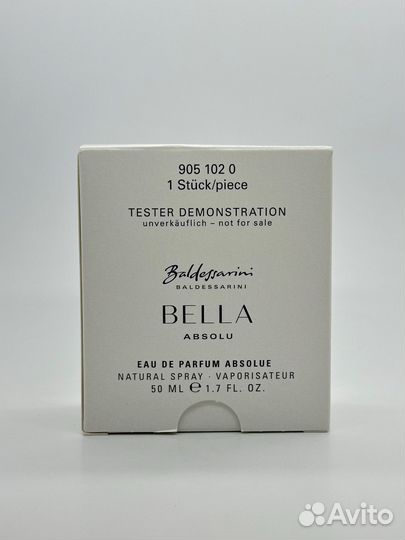 905 102 0
1 Stück/piece
TESTER DEMONSTRATION
unverkäuflich – not for sale
Baldessarini
BALDESSARINI
BELLA
ABSOLU
EAU DE PARFUM ABSOLUE
NATURAL SPRAY · VAPORISATEUR
50 ML ℮ 1.7 FL. OZ.
Avito